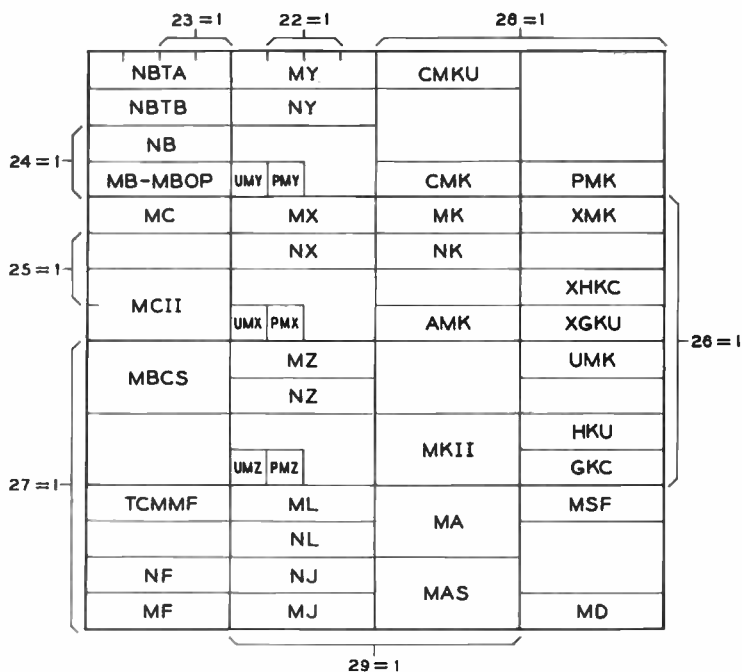 23=1 22=1 28=1
NBTA MY CMKU
NBTB NY
NB
24=1
MB-MBOP UMY PMY CMK PMK
MC MX MK XMK
NX NK
25=1
XHKC
MCII
UMX PMX AMK XGKU
26=1
MZ UMK
MBCS
NZ
HKU
MKII
27=1
UMZ PMZ GKC
TCMMF ML MSF
MA
NL
NF NJ
MAS
MF MJ MD
29=1